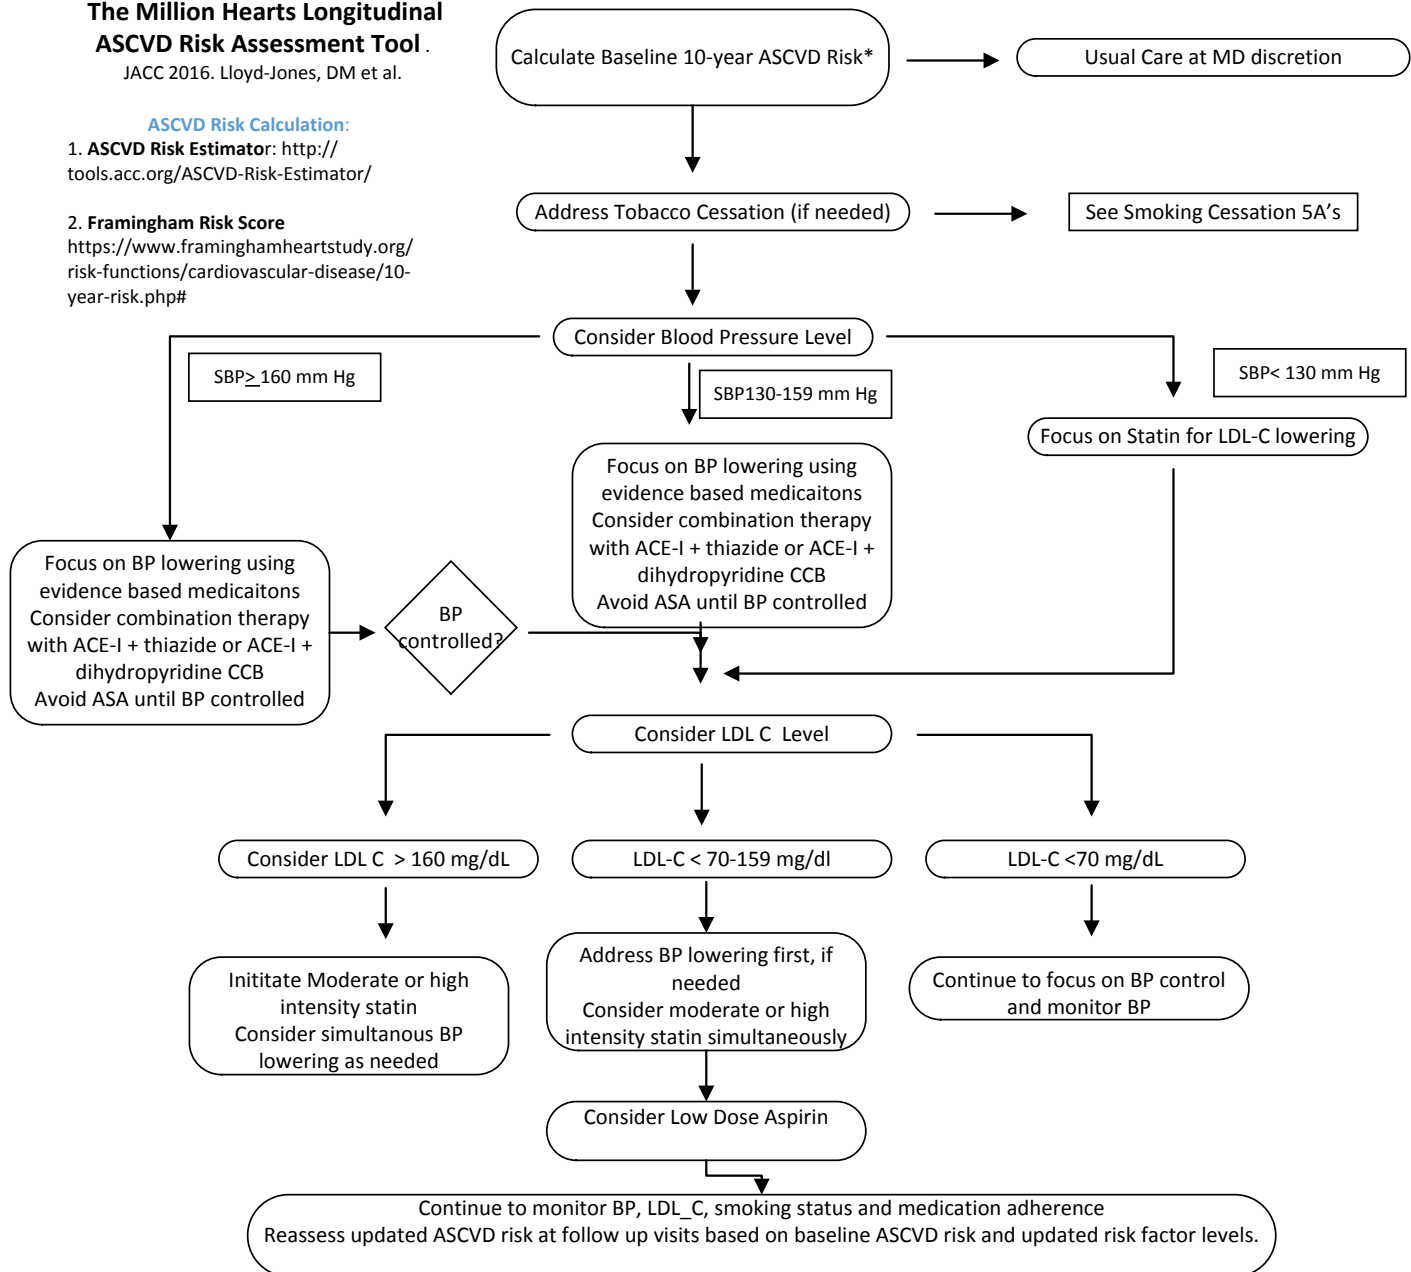 The Million Hearts Longitudinal
ASCVD Risk Assessment Tool .
JACC 2016. Lloyd-Jones, DM et al.
ASCVD Risk Calculation:
1. ASCVD Risk Estimator: http://
tools.acc.org/ASCVD-Risk-Estimator/
2. Framingham Risk Score
https://www.framinghamheartstudy.org/
risk-functions/cardiovascular-disease/10-
year-risk.php#
Calculate Baseline 10-year ASCVD Risk*
Usual Care at MD discretion
Address Tobacco Cessation (if needed)
See Smoking Cessation 5A's
Consider Blood Pressure Level
SBP> 160 mm Hg
SBP130-159 mm Hg
SBP< 130 mm Hg
Focus on Statin for LDL-C lowering
Focus on BP lowering using
evidence based medicaitons
Consider combination therapy
with ACE-I + thiazide or ACE-I +
dihydropyridine CCB
Avoid ASA until BP controlled
Focus on BP lowering using
evidence based medicaitons
Consider combination therapy
with ACE-I + thiazide or ACE-I +
dihydropyridine CCB
Avoid ASA until BP controlled
BP
controlled?
Consider LDL C  Level
Consider LDL C  > 160 mg/dL
LDL-C < 70-159 mg/dl
LDL-C <70 mg/dL
Inititate Moderate or high
intensity statin
Consider simultanous BP
lowering as needed
Address BP lowering first, if
needed
Consider moderate or high
intensity statin simultaneously
Continue to focus on BP control
and monitor BP
Consider Low Dose Aspirin
Continue to monitor BP, LDL_C, smoking status and medication adherence
Reassess updated ASCVD risk at follow up visits based on baseline ASCVD risk and updated risk factor levels.